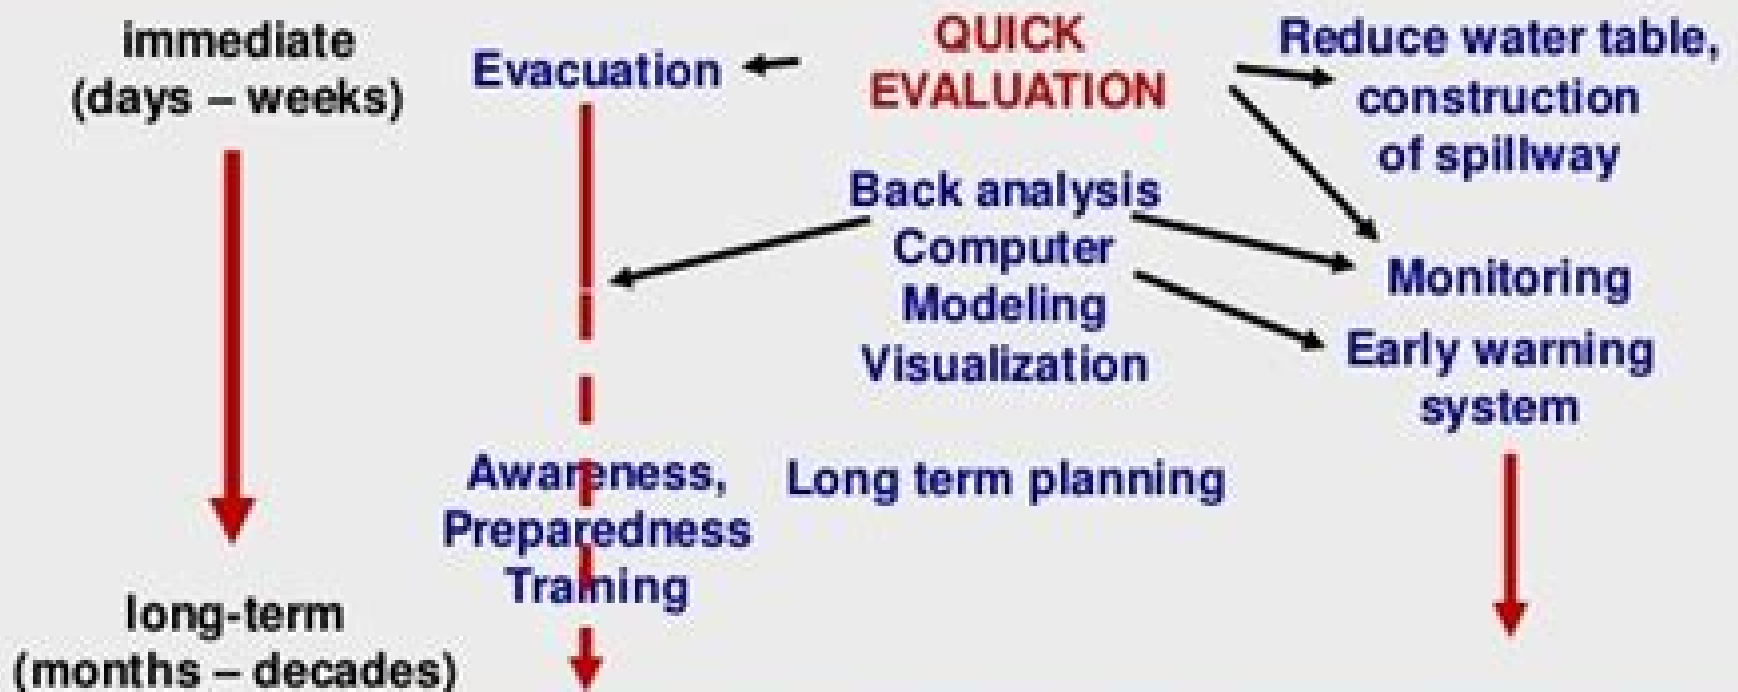 immediate
(days – weeks)
long-term
(months – decades)
Evacuation
Awareness,
Preparedness
Training
QUICK
EVALUATION
Back analysis
Computer
Modeling
Visualization
Long term planning
Reduce water table,
construction
of spillway
Monitoring
Early warning
system